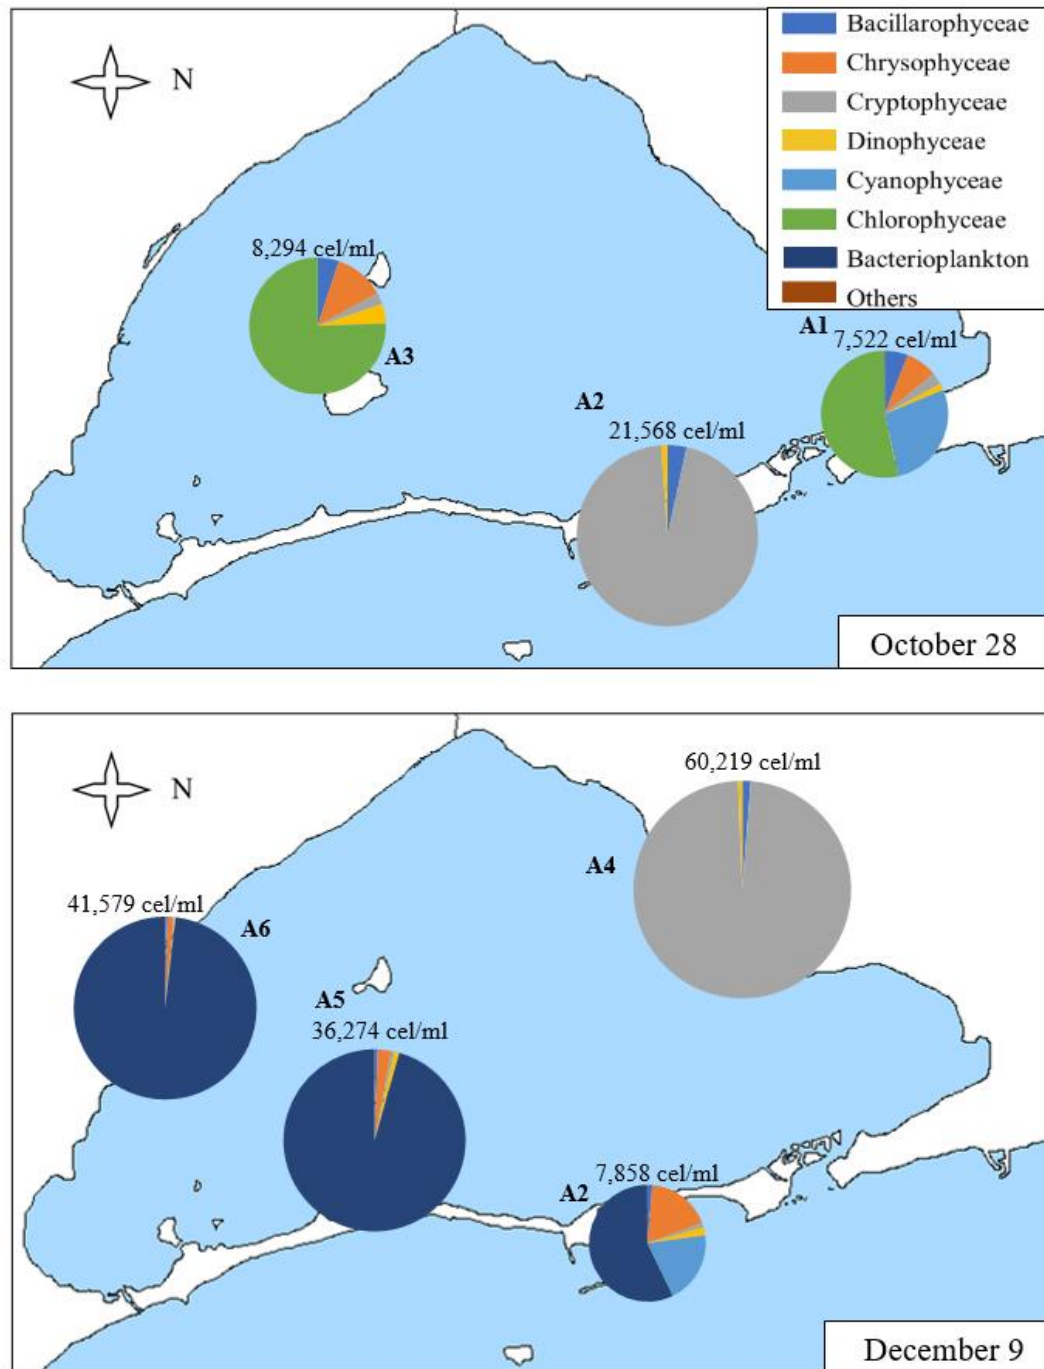 Bacillarophyceae
Chrysophyceae
Cryptophyceae
Dinophyceae
Cyanophyceae
Chlorophyceae
Bacterioplankton
Others
N
8,294 cel/ml
A3
A1
7,522 cel/ml
A2
21,568 cel/ml
October 28
N
60,219 cel/ml
A4
41,579 cel/ml
A6
A5
36,274 cel/ml
7,858 cel/ml
A2
December 9